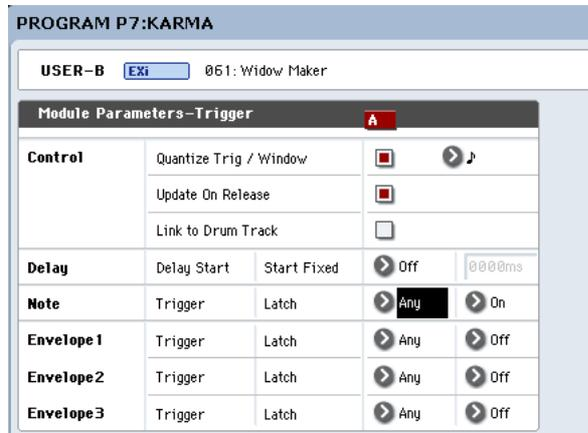 PROGRAM P7:KARMA
USER-B EXi 061: Widow Maker
Module Parameters-Trigger A
Control Quantize Trig / Window ♪
Update On Release
Link to Drum Track
Delay Delay Start Start Fixed Off 0000ms
Note Trigger Latch Any On
Envelope1 Trigger Latch Any Off
Envelope2 Trigger Latch Any Off
Envelope3 Trigger Latch Any Off